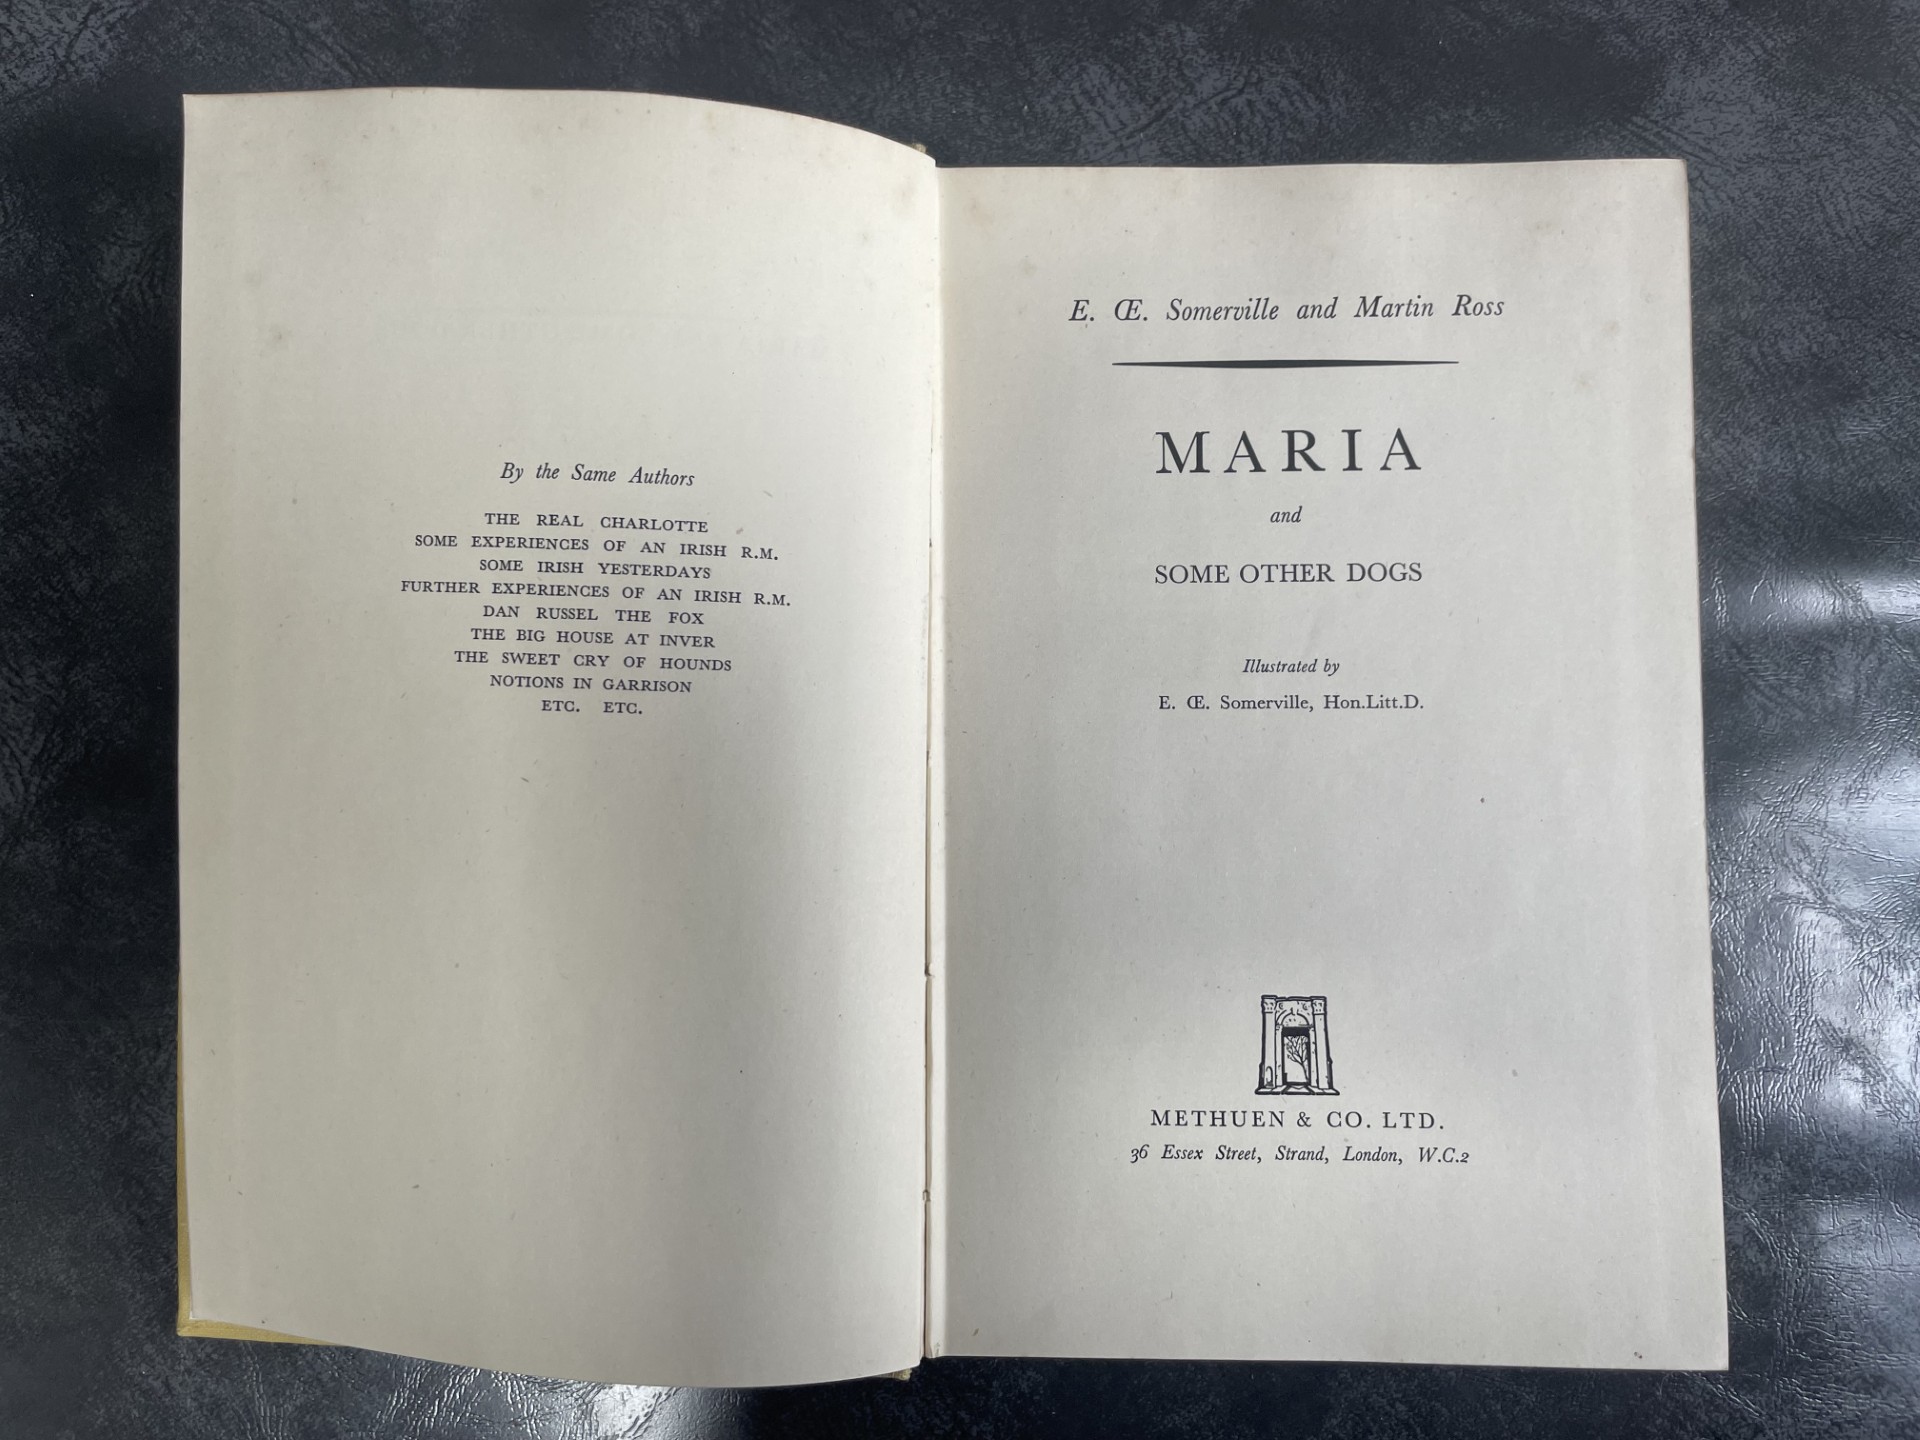 By the Same Authors
THE REAL CHARLOTTE
SOME EXPERIENCES OF AN IRISH R.M.
SOME IRISH YESTERDAYS
FURTHER EXPERIENCES OF AN IRISH R.M.
DAN RUSSEL THE FOX
THE BIG HOUSE AT INVER
THE SWEET CRY OF HOUNDS
NOTIONS IN GARRISON
ETC. ETC.
E. Œ. Somerville and Martin Ross
MARIA
and
SOME OTHER DOGS
Illustrated by
E. Œ. Somerville, Hon.Litt.D.
METHUEN & CO. LTD.
36 Essex Street, Strand, London, W.C.2